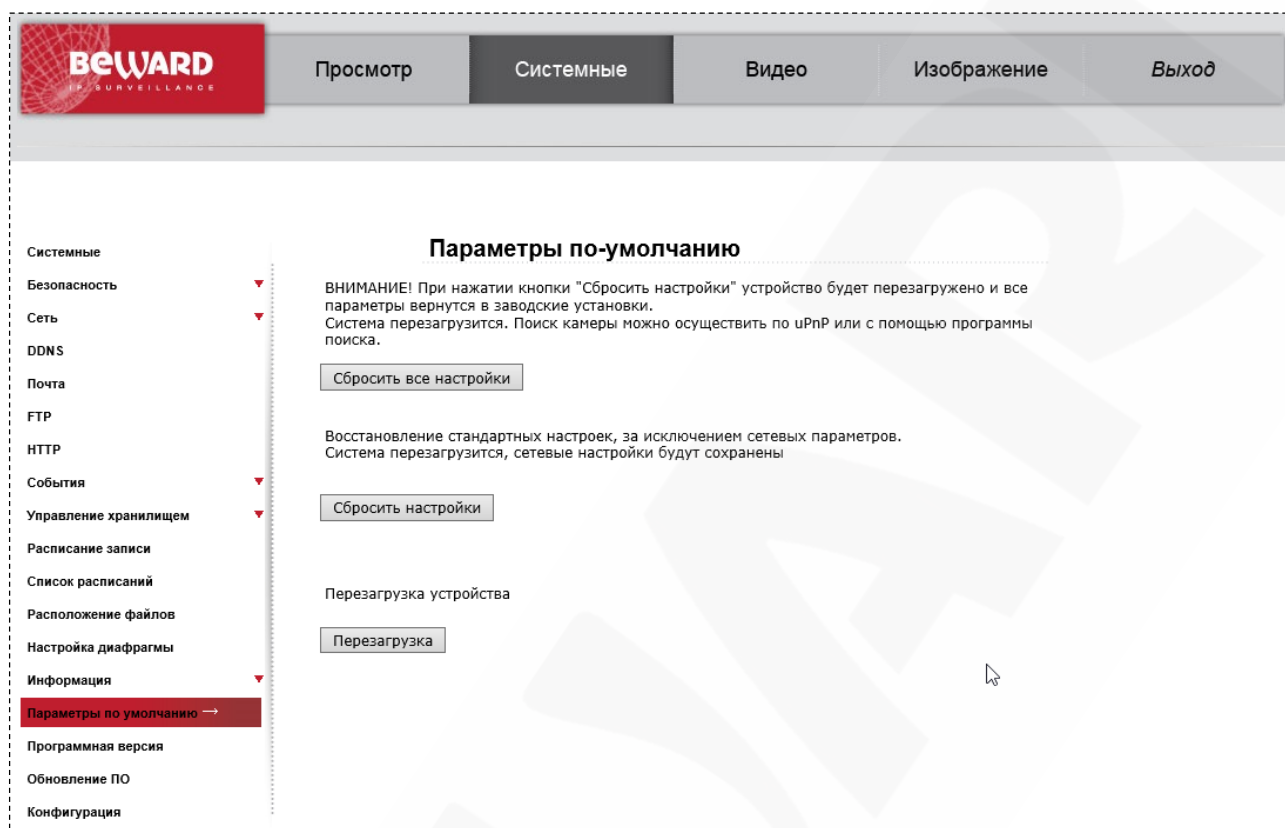 BEWARD
IP SURVEILLANCE
Просмотр
Системные
Видео
Изображение
Выход
Системные
Безопасность
Сеть
DDNS
Почта
FTP
HTTP
События
Управление хранилищем
Расписание записи
Список расписаний
Расположение файлов
Настройка диафрагмы
Информация
Параметры по умолчанию →
Программная версия
Обновление ПО
Конфигурация
Параметры по-умолчанию
ВНИМАНИЕ! При нажатии кнопки "Сбросить настройки" устройство будет перезагружено и все
параметры вернутся в заводские установки.
Система перезагрузится. Поиск камеры можно осуществить по uPnP или с помощью программы
поиска.
Сбросить все настройки
Восстановление стандартных настроек, за исключением сетевых параметров.
Система перезагрузится, сетевые настройки будут сохранены
Сбросить настройки
Перезагрузка устройства
Перезагрузка